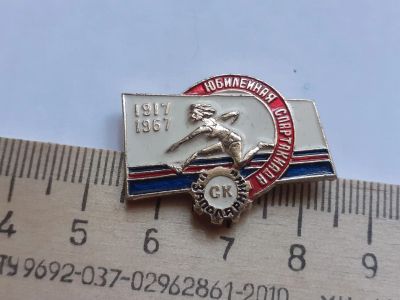 ЮБИЛЕЙНАЯ СПАРТАКИАДА
1917
1967
СК
4 5 6 7 8 9
ТУ 9692-037-02962861-2010